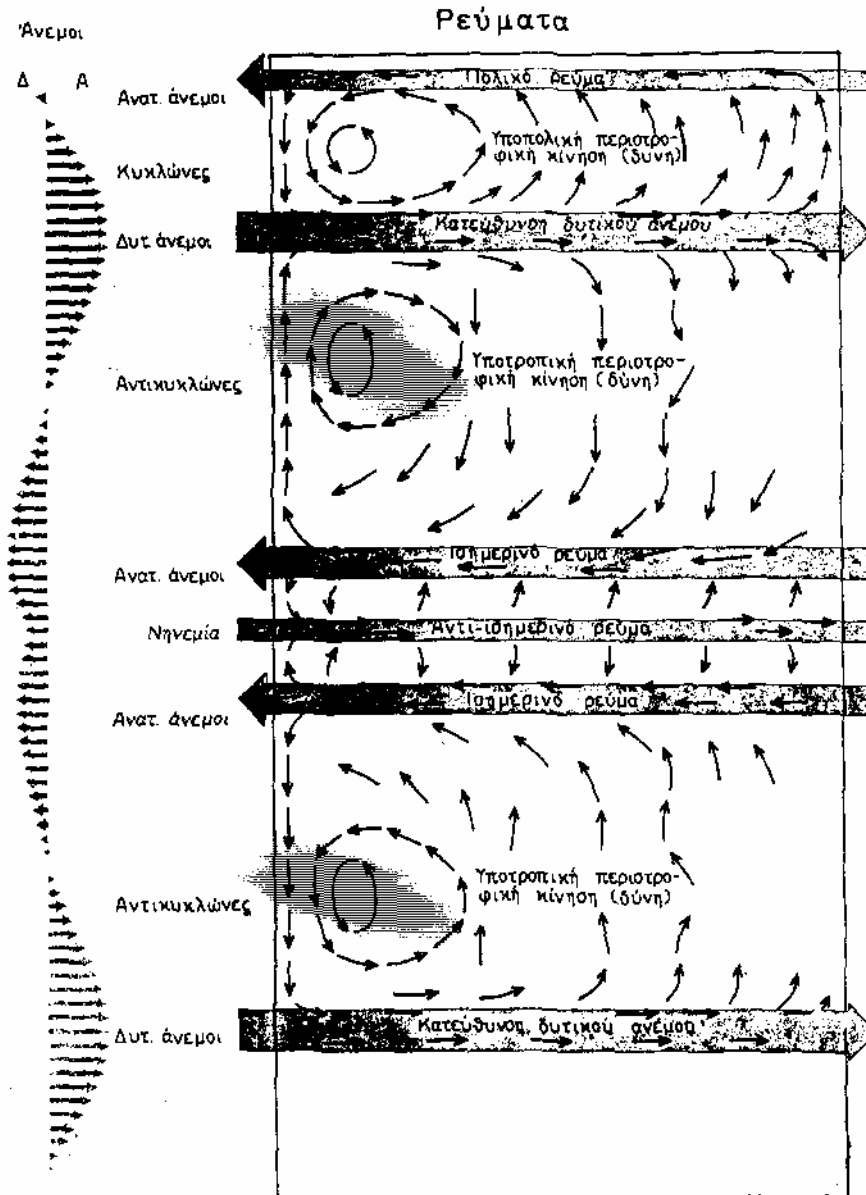 Ρεύματα
Άνεμοι
Δ Α
Ανατ. άνεμοι
Πολικό ρεύμα
Υποπολική περιστρο-
φική κίνηση (δυνη)
Κυκλώνες
Δυτ. άνεμοι
Κατεύθυνση δυτικού άνέμου
Αντικυκλώνες
Υποτροπική περιστρο-
φική κίνηση (δύνη)
Ανατ. άνεμοι
Ισημερινό ρεύμα
Νηνεμία
Αντι-ισημερινό ρεύμα
Ανατ. άνεμοι
Ισημερινό ρεύμα
Αντικυκλώνες
Υποτροπική περιστρο-
φική κίνηση (δύνη)
Δυτ. άνεμοι
Κατεύθυνση δυτικού ανέμου